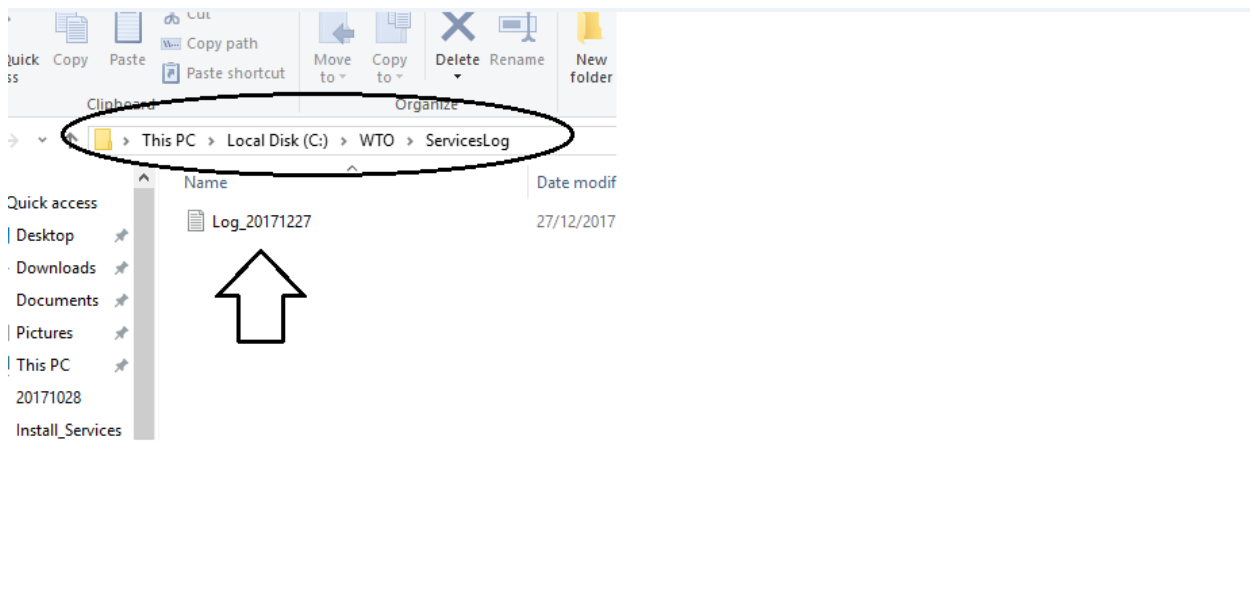 Cut
Copy path
Paste shortcut
Quick
ss
Copy
Paste
Move
to
Copy
to
Delete
Rename
New
folder
Clipboard
Organize
This PC > Local Disk (C:) > WTO > ServicesLog
Name
Date modif
Quick access
Log_20171227
27/12/2017
Desktop
Downloads
Documents
Pictures
This PC
20171028
Install_Services